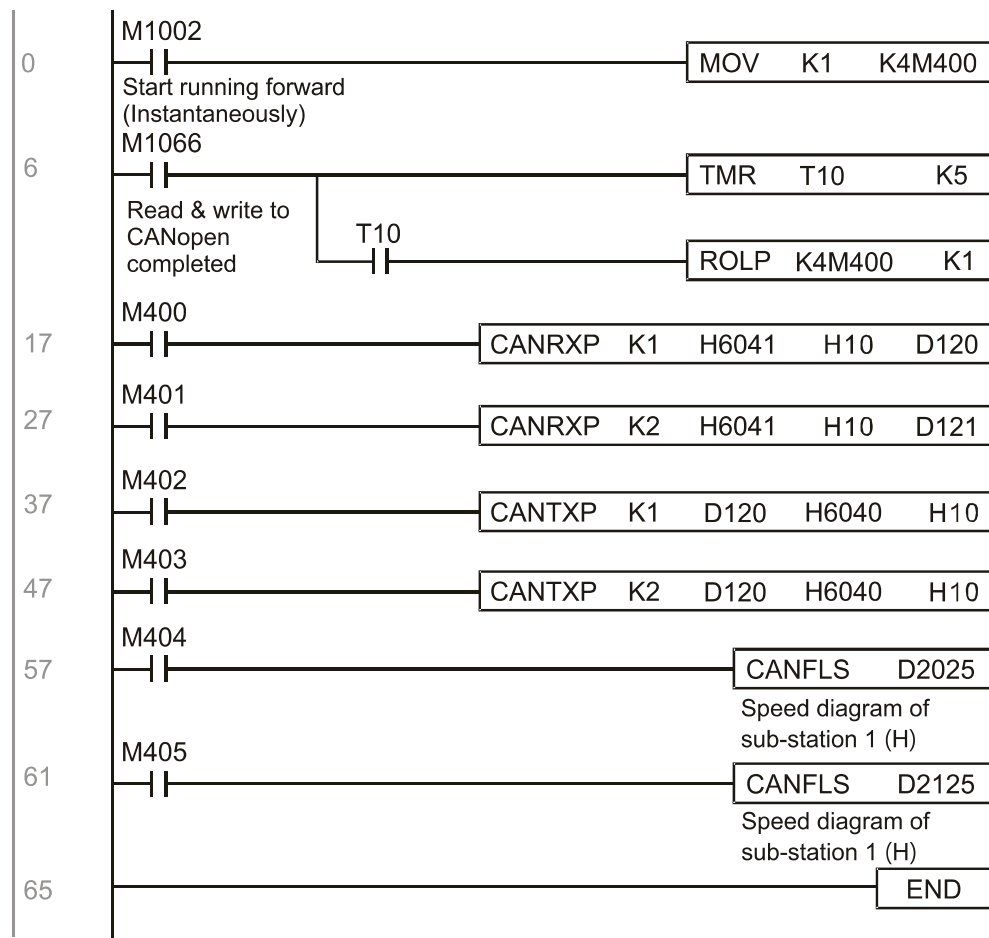 M1002
0 MOV K1 K4M400
Start running forward
(Instantaneously)
M1066
6 TMR T10 K5
Read & write to
CANopen
completed
T10
ROLP K4M400 K1
M400
17 CANRXP K1 H6041 H10 D120
M401
27 CANRXP K2 H6041 H10 D121
M402
37 CANTXP K1 D120 H6040 H10
M403
47 CANTXP K2 D120 H6040 H10
M404
57 CANFLS D2025
Speed diagram of
sub-station 1 (H)
M405
61 CANFLS D2125
Speed diagram of
sub-station 1 (H)
65 END